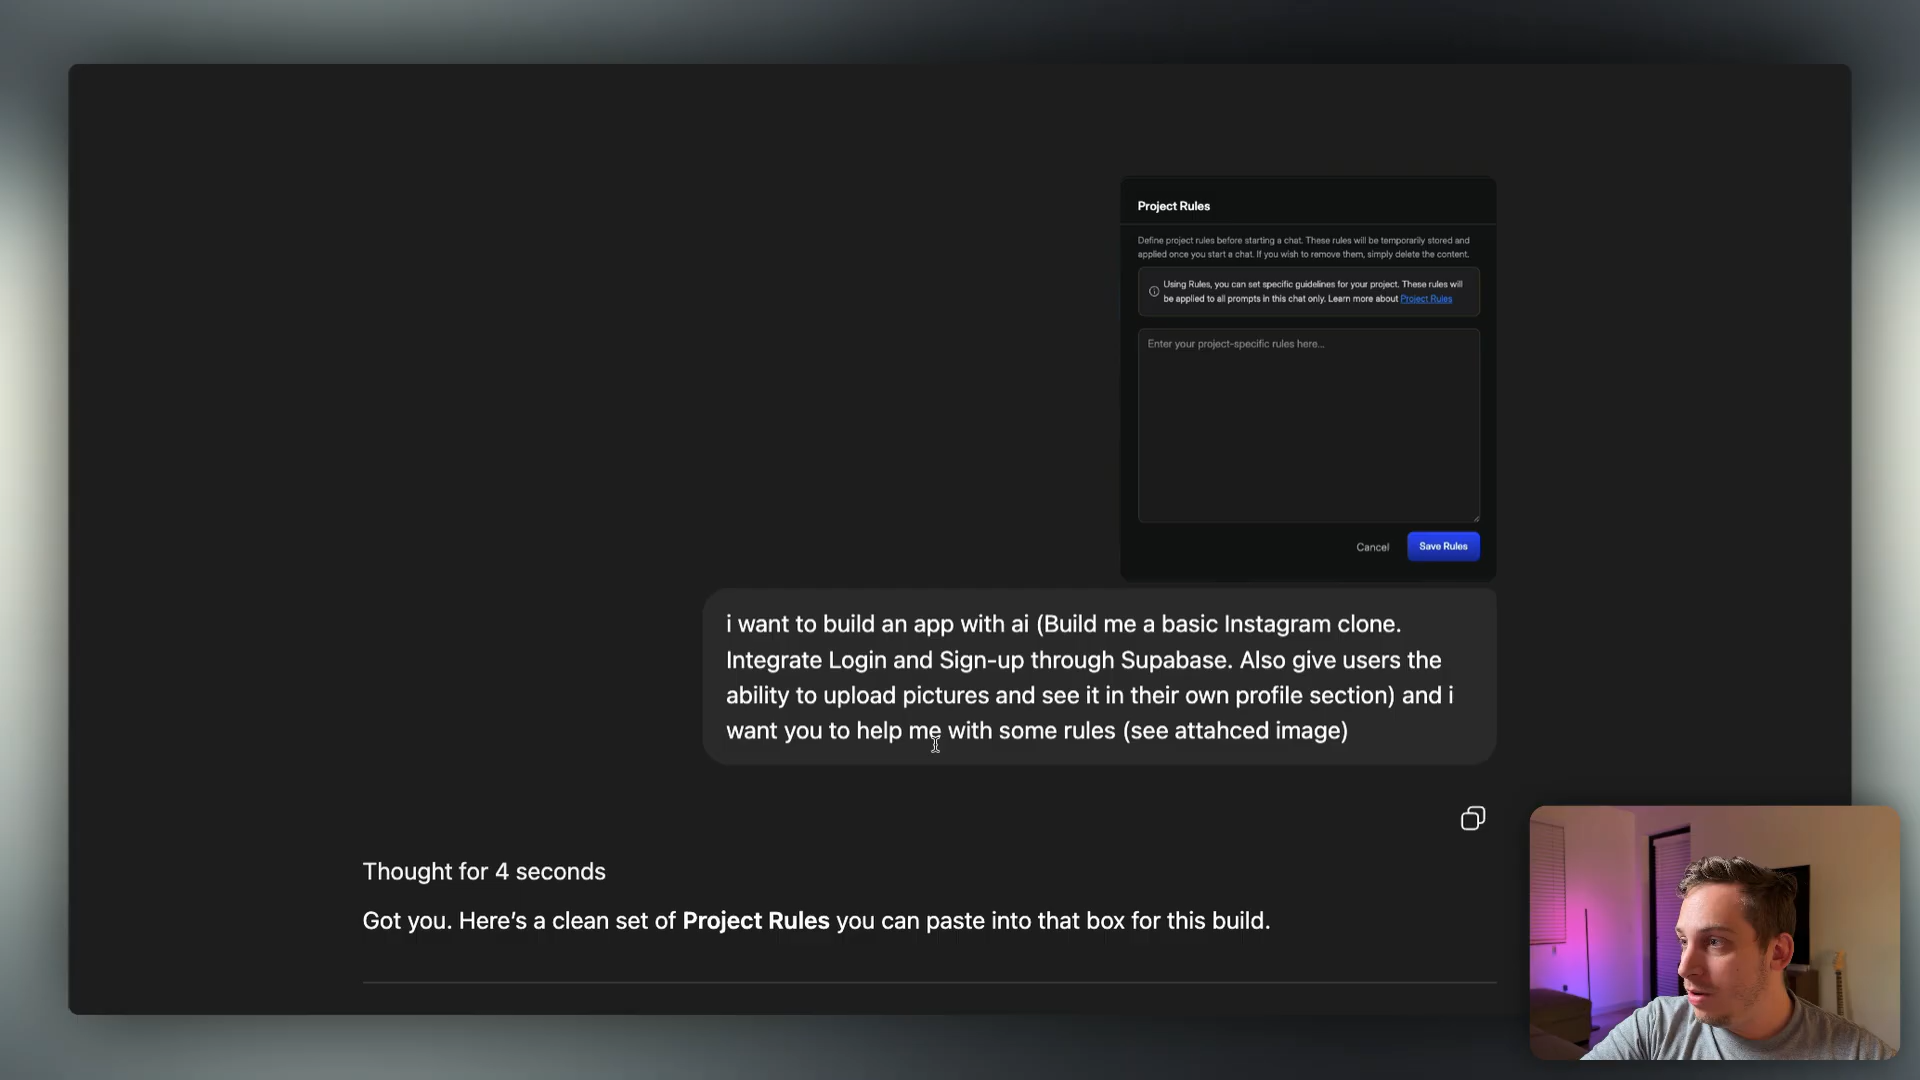 Project Rules
Define project rules before starting a chat. These rules will be temporarily stored and
applied once you start a chat. If you wish to remove them, simply delete the content.
Using Rules, you can set specific guidelines for your project. These rules will
be applied to all prompts in this chat only. Learn more about Project Rules
Enter your project-specific rules here...
Cancel
Save Rules
i want to build an app with ai (Build me a basic Instagram clone.
Integrate Login and Sign-up through Supabase. Also give users the
ability to upload pictures and see it in their own profile section) and i
want you to help me with some rules (see attahced image)
Thought for 4 seconds
Got you. Here’s a clean set of Project Rules you can paste into that box for this build.